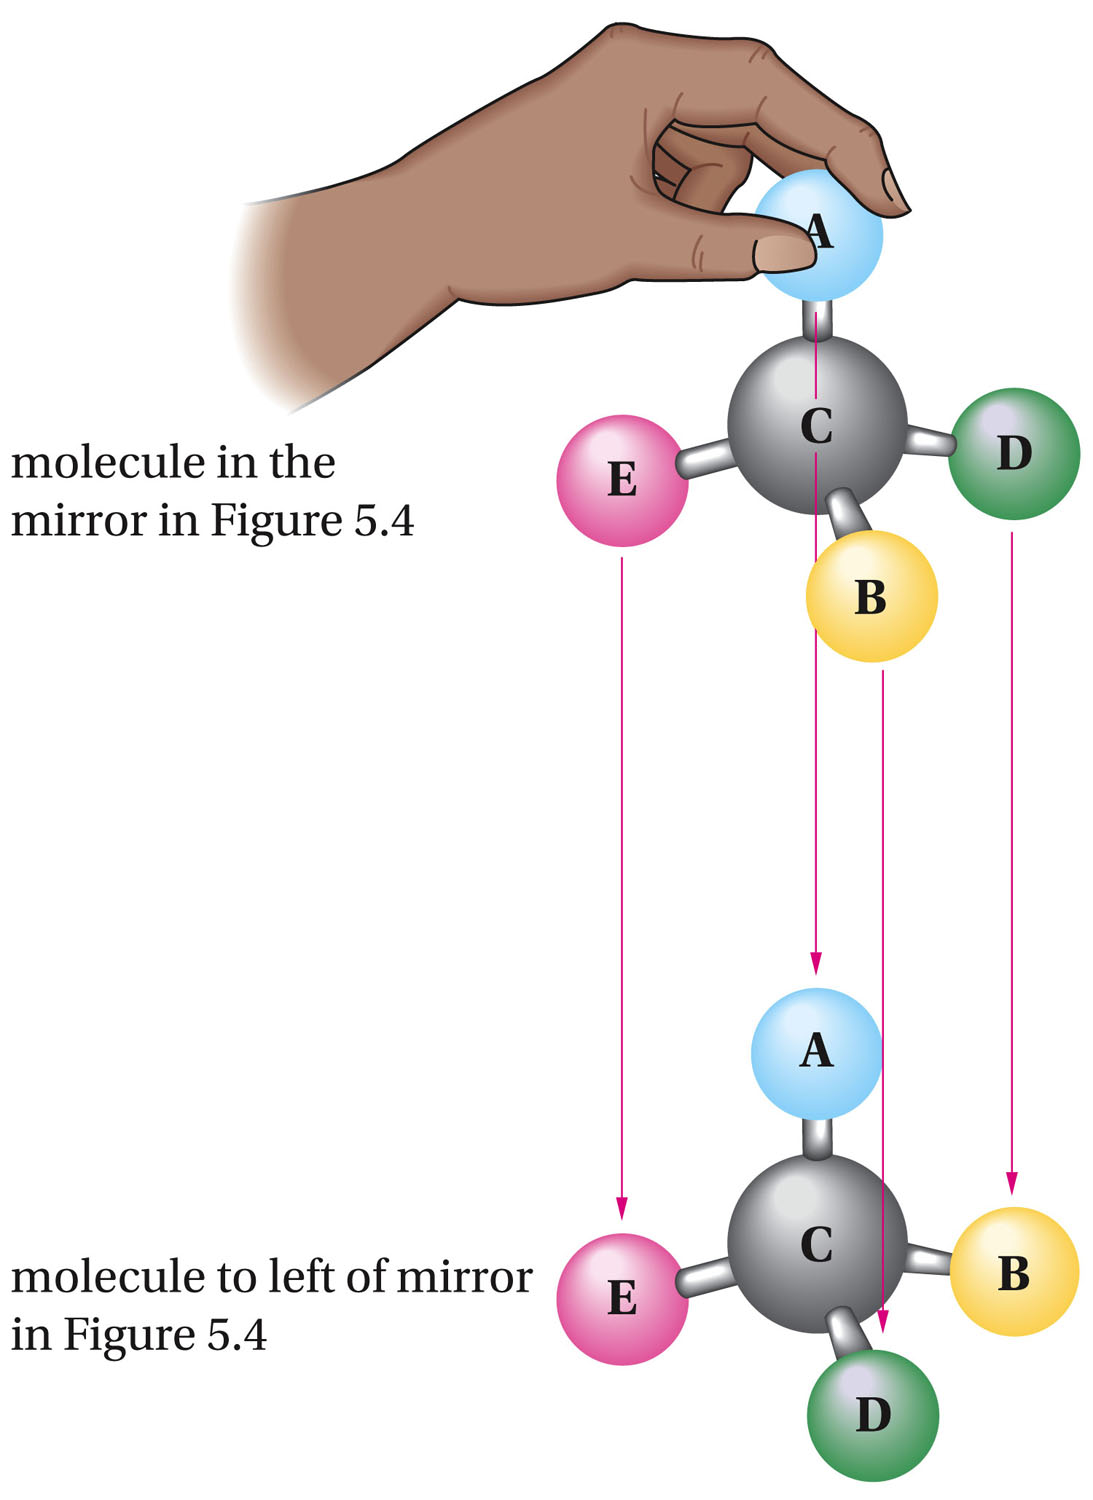 A
C
E
D
molecule in the
mirror in Figure 5.4
B
A
C
E
B
molecule to left of mirror
in Figure 5.4
D